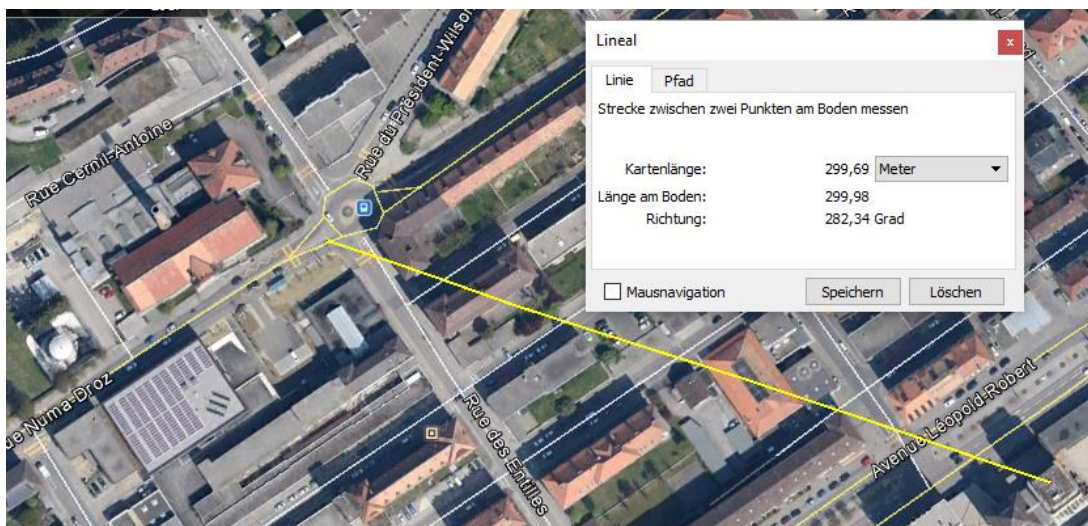 Lineal
x
Linie
Pfad
Strecke zwischen zwei Punkten am Boden messen
Kartenlänge: 299,69 Meter
Länge am Boden: 299,98
Richtung: 282,34 Grad
Mausnavigation
Speichern
Löschen
Rue du Président-Wilson
Rue Cernil-Antoine
ue Numa-Droz
Rue des Entilles
Avenue Léopold-Robert